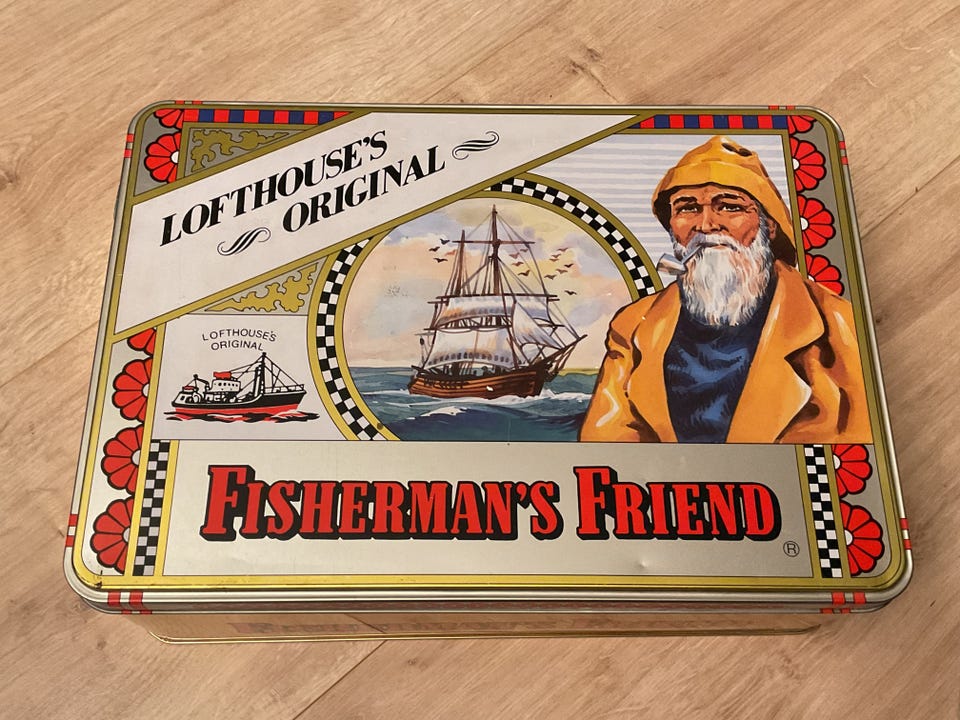 LOFTHOUSE'S
ORIGINAL
LOFTHOUSE'S
ORIGINAL
FISHERMAN'S FRIEND
®